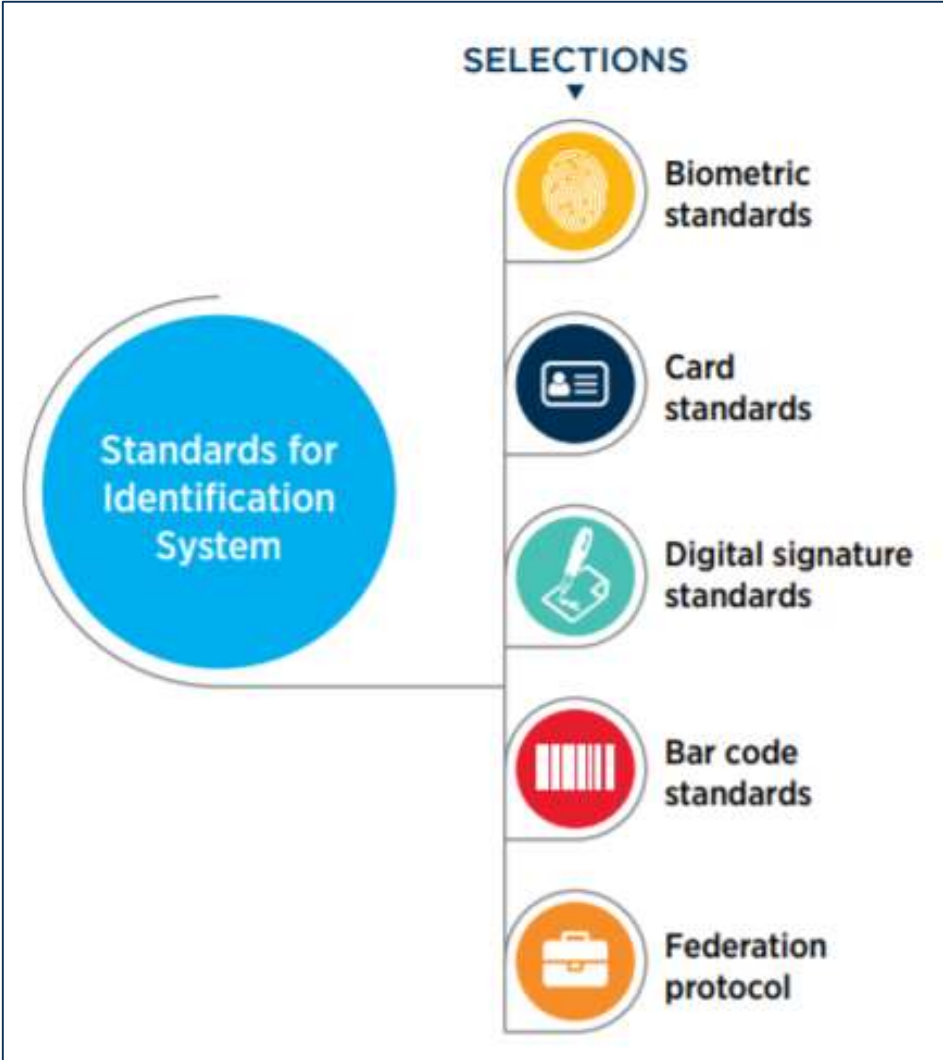 SELECTIONS
Biometric
standards
Card
standards
Standards for
Identification
System
Digital signature
standards
Bar code
standards
Federation
protocol